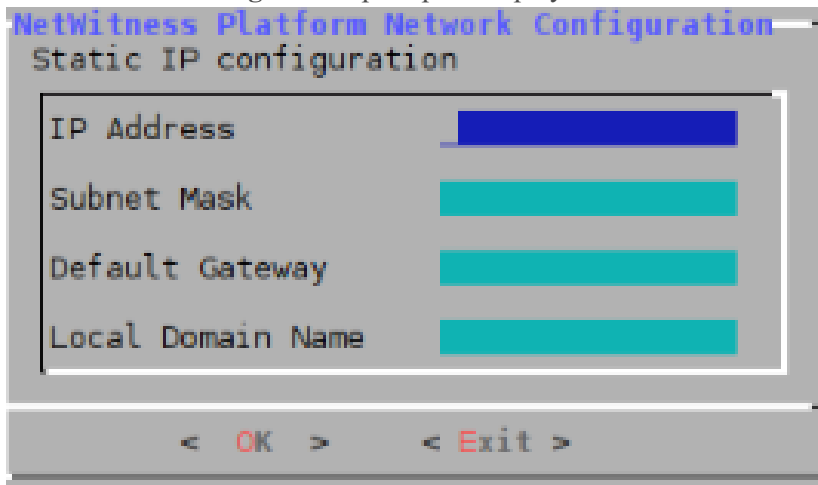 NetWitness Platform Network Configuration
Static IP configuration
IP Address
Subnet Mask
Default Gateway
Local Domain Name
< OK > < Exit >